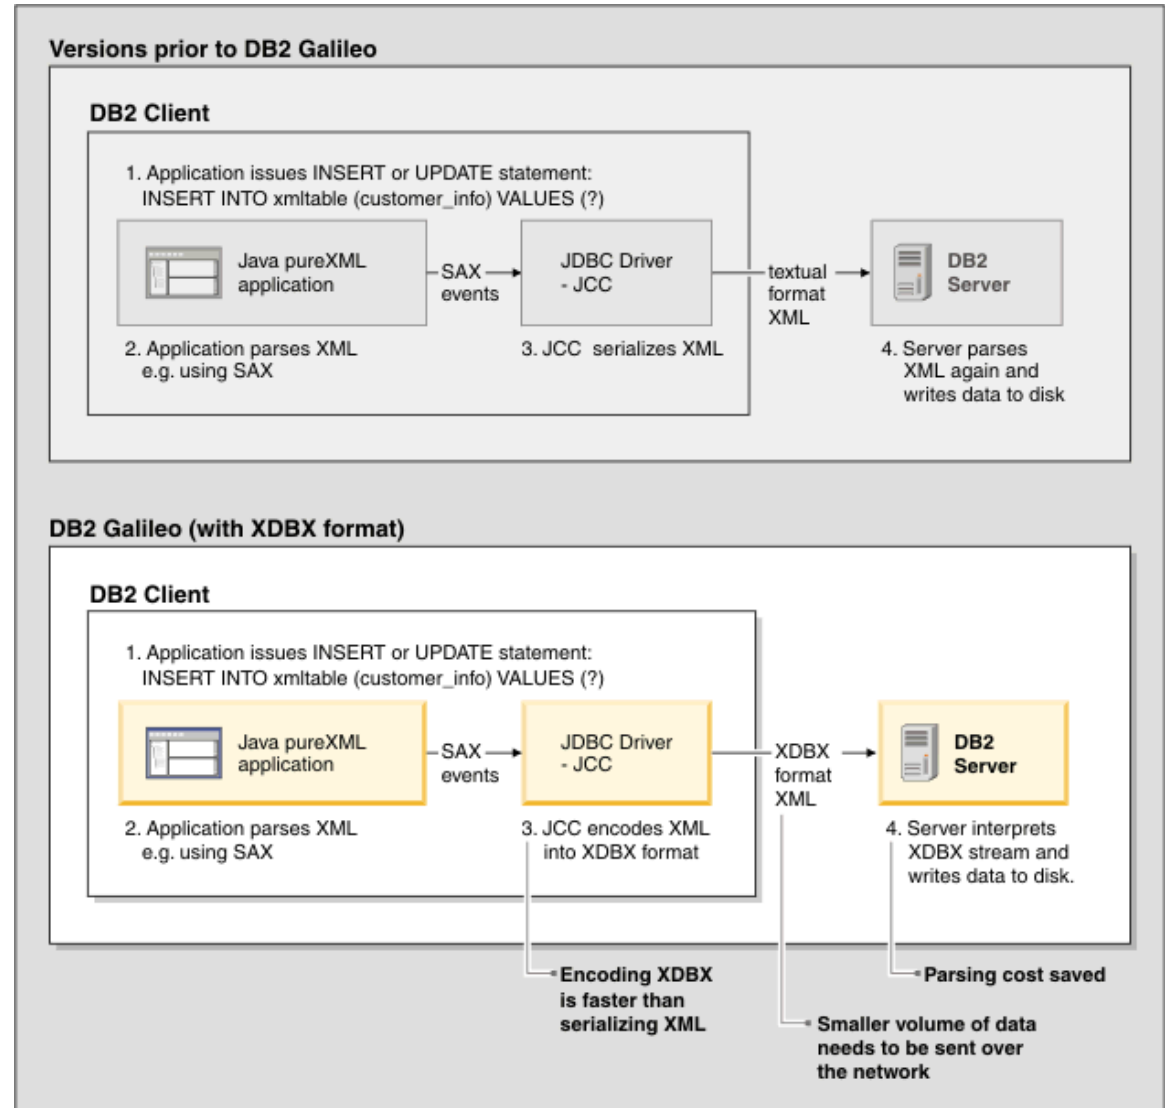 Versions prior to DB2 Galileo
DB2 Client
1. Application issues INSERT or UPDATE statement:
INSERT INTO xmltable (customer_info) VALUES (?)
Java pureXML
application
SAX
events
JDBC Driver
- JCC
textual
format
XML
DB2
Server
2. Application parses XML
e.g. using SAX
3. JCC serializes XML
4. Server parses
XML again and
writes data to disk
DB2 Galileo (with XDBX format)
DB2 Client
1. Application issues INSERT or UPDATE statement:
INSERT INTO xmltable (customer_info) VALUES (?)
Java pureXML
application
SAX
events
JDBC Driver
- JCC
XDBX
format
XML
DB2
Server
2. Application parses XML
e.g. using SAX
3. JCC encodes XML
into XDBX format
4. Server interprets
XDBX stream and
writes data to disk.
Encoding XDBX
is faster than
serializing XML
Parsing cost saved
Smaller volume of data
needs to be sent over
the network